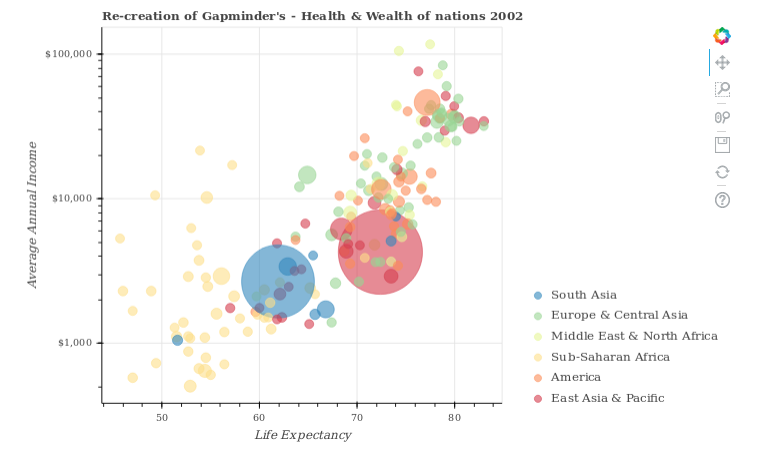 Re-creation of Gapminder's - Health & Wealth of nations 2002
$100,000
$10,000
$1,000
Average Annual Income
50
60
70
80
Life Expectancy
South Asia
Europe & Central Asia
Middle East & North Africa
Sub-Saharan Africa
America
East Asia & Pacific